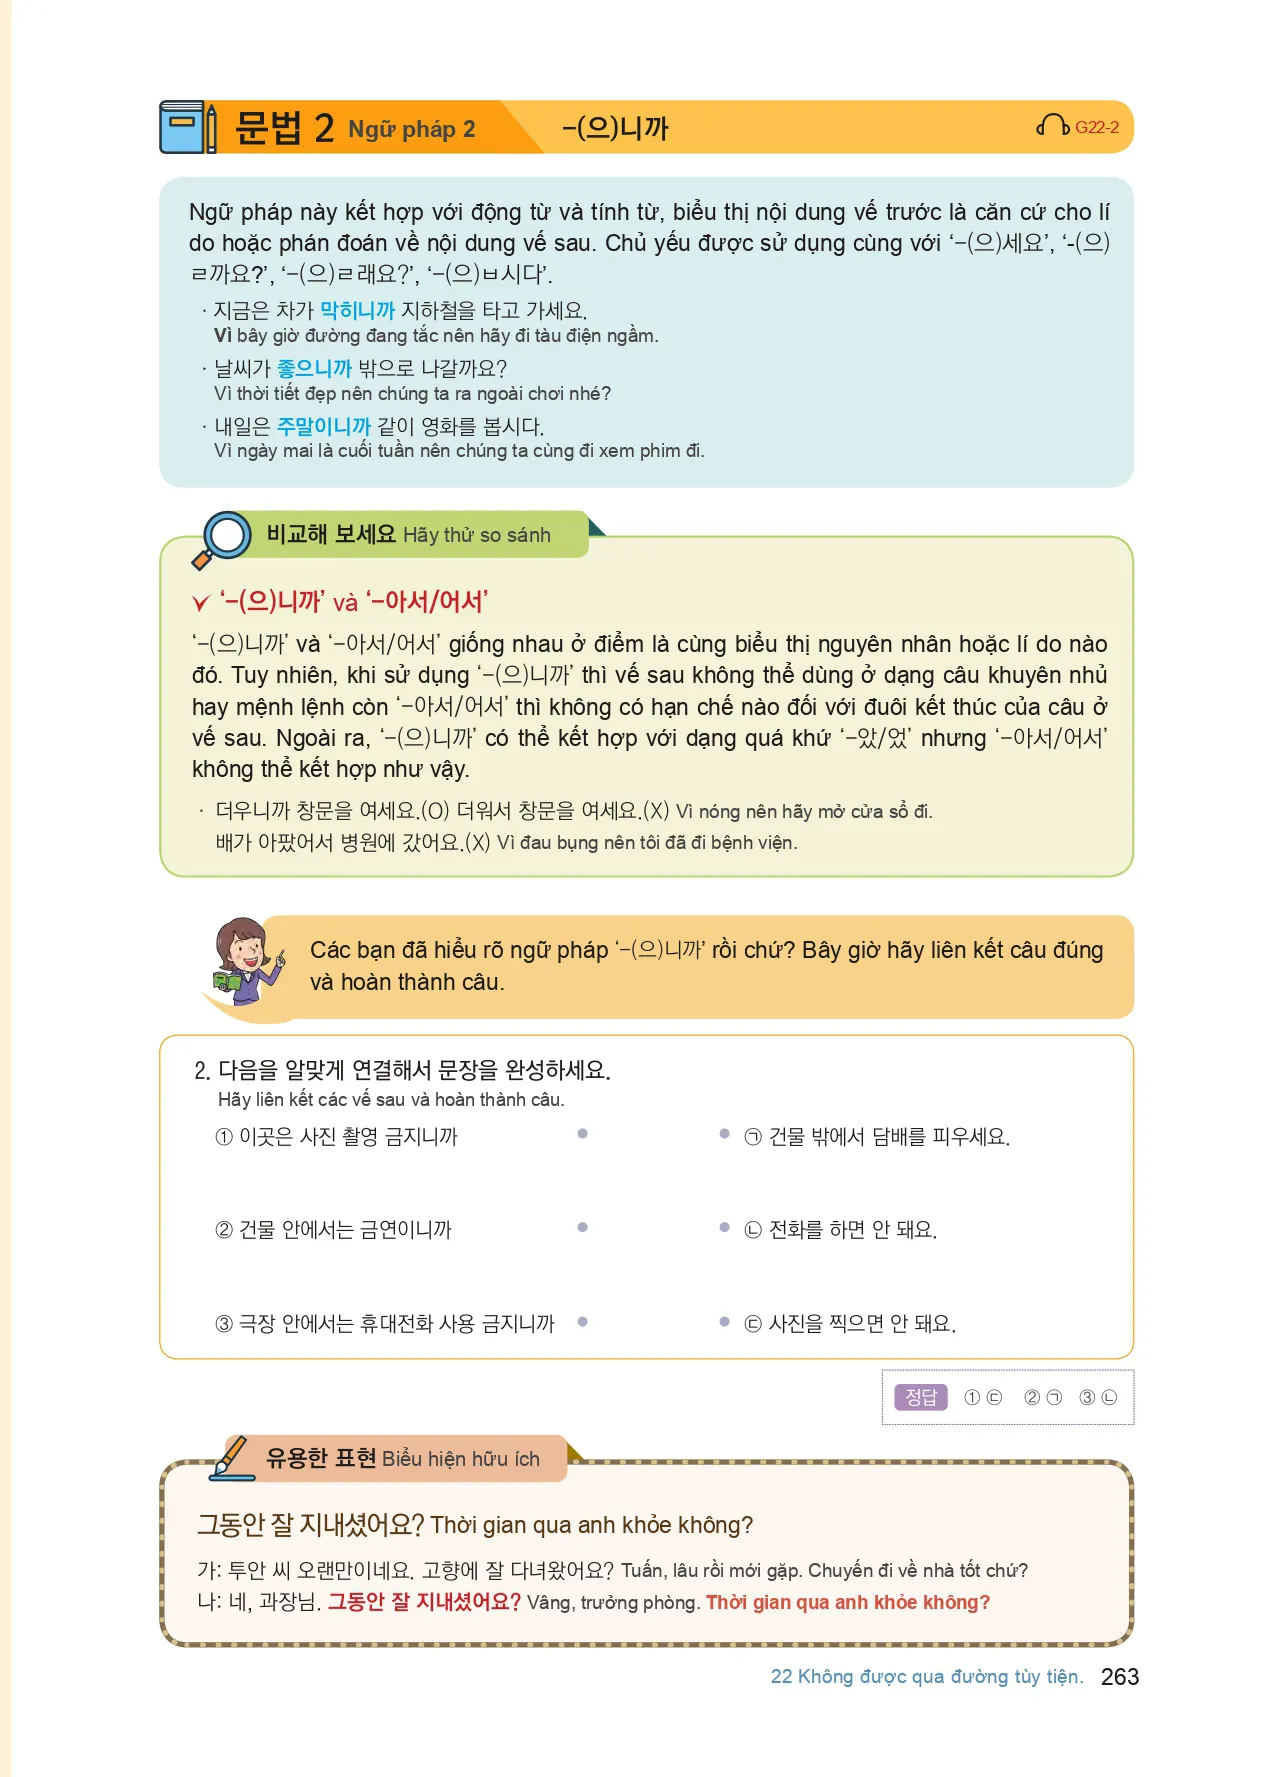 문법 2 Ngữ pháp 2 -(으)니까 G22-2
Ngữ pháp này kết hợp với động từ và tính từ, biểu thị nội dung vế trước là căn cứ cho lí
do hoặc phán đoán về nội dung vế sau. Chủ yếu được sử dụng cùng với ‘-(으)세요’, ‘-(으)
ㄹ까요?’, ‘-(으)ㄹ래요?’, ‘-(으)ㅂ시다’.
· 지금은 차가 막히니까 지하철을 타고 가세요.
Vì bây giờ đường đang tắc nên hãy đi tàu điện ngầm.
· 날씨가 좋으니까 밖으로 나갈까요?
Vì thời tiết đẹp nên chúng ta ra ngoài chơi nhé?
· 내일은 주말이니까 같이 영화를 봅시다.
Vì ngày mai là cuối tuần nên chúng ta cùng đi xem phim đi.
비교해 보세요 Hãy thử so sánh
‘-(으)니까’ và ‘-아서/어서’
‘-(으)니까’ và ‘-아서/어서’ giống nhau ở điểm là cùng biểu thị nguyên nhân hoặc lí do nào
đó. Tuy nhiên, khi sử dụng ‘-(으)니까’ thì vế sau không thể dùng ở dạng câu khuyên nhủ
hay mệnh lệnh còn ‘-아서/어서’ thì không có hạn chế nào đối với đuôi kết thúc của câu ở
vế sau. Ngoài ra, ‘-(으)니까’ có thể kết hợp với dạng quá khứ ‘-았/었’ nhưng ‘-아서/어서’
không thể kết hợp như vậy.
· 더우니까 창문을 여세요.(O) 더워서 창문을 여세요.(X) Vì nóng nên hãy mở cửa sổ đi.
배가 아팠어서 병원에 갔어요.(X) Vì đau bụng nên tôi đã đi bệnh viện.
Các bạn đã hiểu rõ ngữ pháp ‘-(으)니까’ rồi chứ? Bây giờ hãy liên kết câu đúng
và hoàn thành câu.
2. 다음을 알맞게 연결해서 문장을 완성하세요.
Hãy liên kết các vế sau và hoàn thành câu.
① 이곳은 사진 촬영 금지니까 ㉠ 건물 밖에서 담배를 피우세요.
② 건물 안에서는 금연이니까 ㉡ 전화를 하면 안 돼요.
③ 극장 안에서는 휴대전화 사용 금지니까 ㉢ 사진을 찍으면 안 돼요.
정답 ① ㉢ ② ㉠ ③ ㉡
유용한 표현 Biểu hiện hữu ích
그동안 잘 지내셨어요? Thời gian qua anh khỏe không?
가: 투안 씨 오랜만이네요. 고향에 잘 다녀왔어요? Tuấn, lâu rồi mới gặp. Chuyến đi về nhà tốt chứ?
나: 네, 과장님. 그동안 잘 지내셨어요? Vâng, trưởng phòng. Thời gian qua anh khỏe không?
22 Không được qua đường tùy tiện. 263